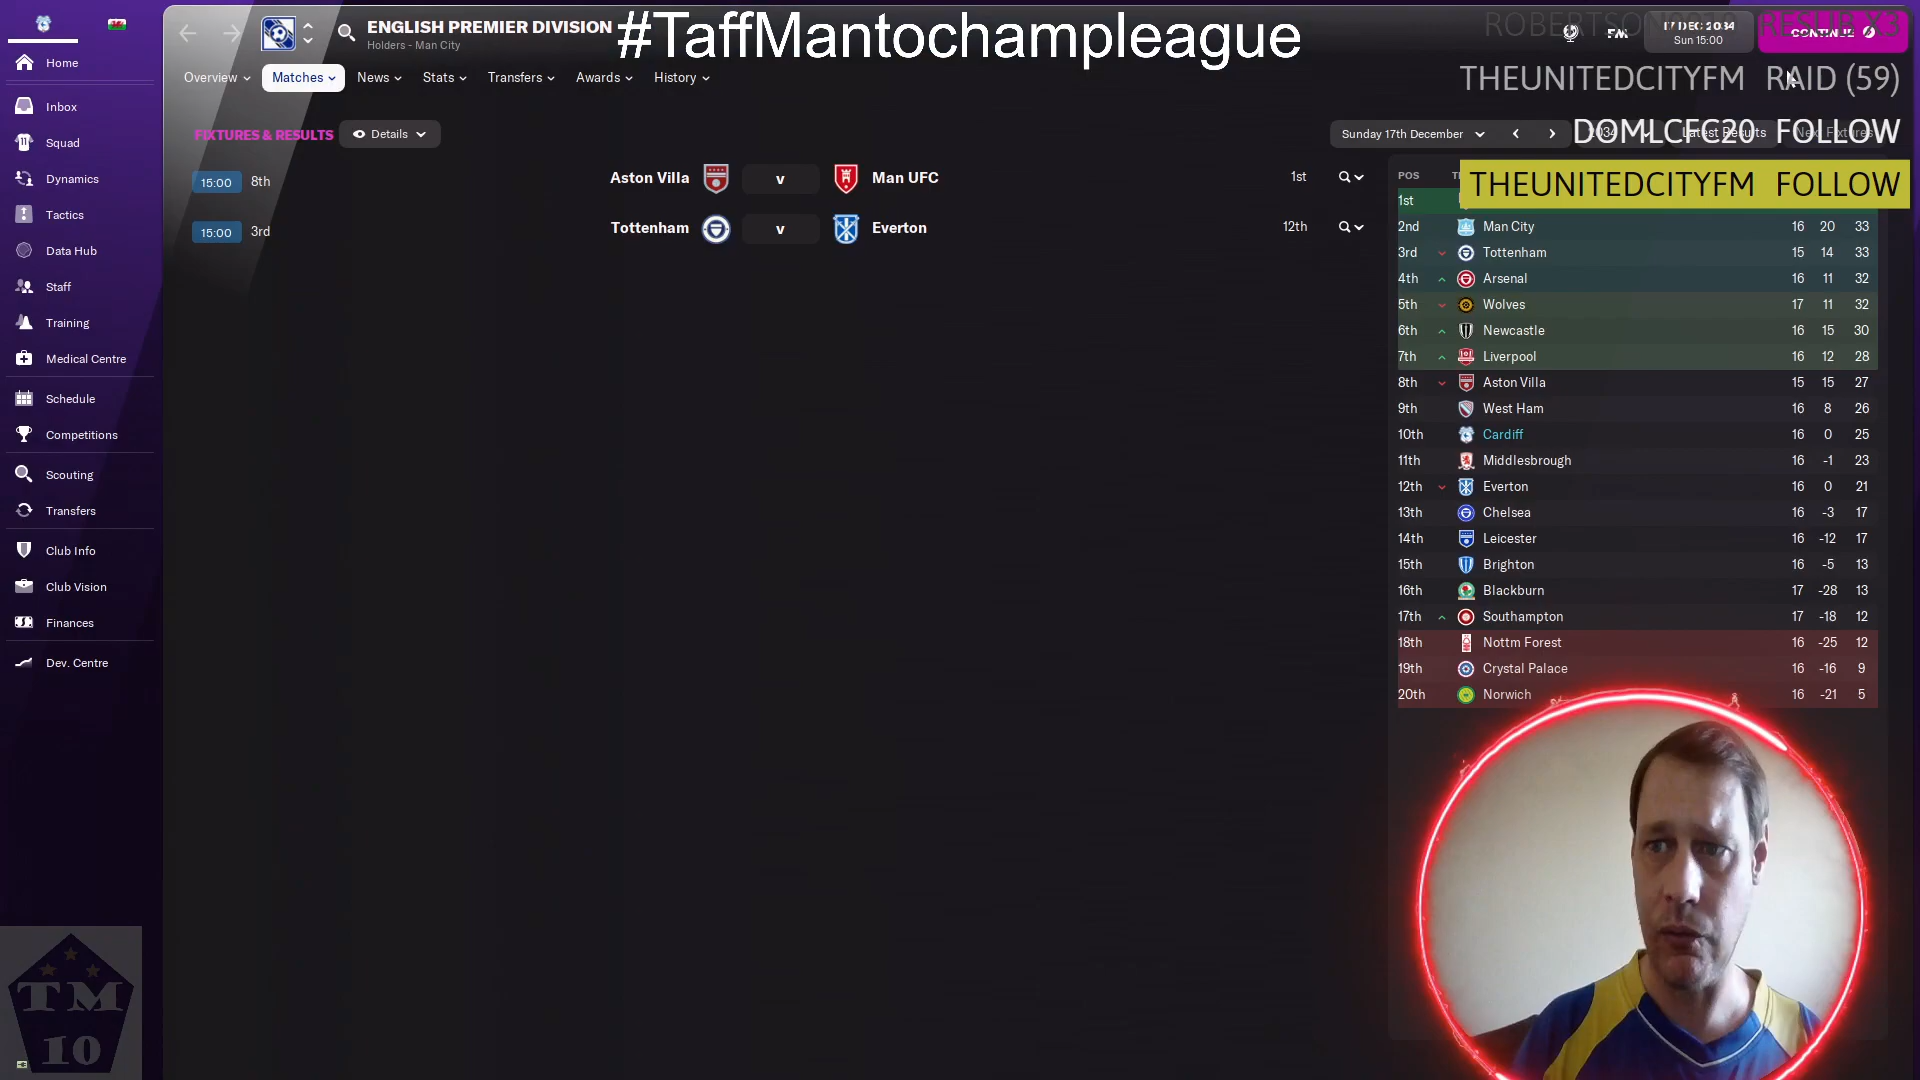 ENGLISH PREMIER DIVISION
Holders - Man City
#TaffMantochampleague
17 DEC 2034
Sun 15:00
CONTINUE
RESUB X3
THEUNITEDCITYFM RAID (59)
DOMLCFC20 FOLLOW
THEUNITEDCITYFM FOLLOW
Overview
Matches
News
Stats
Transfers
Awards
History
FIXTURES & RESULTS
Details
Sunday 17th December
2034
Latest Results
15:00 8th Aston Villa v Man UFC 1st
15:00 3rd Tottenham v Everton 12th
POS
1st
2nd Man City 16 20 33
3rd Tottenham 15 14 33
4th Arsenal 16 11 32
5th Wolves 17 11 32
6th Newcastle 16 15 30
7th Liverpool 16 12 28
8th Aston Villa 15 15 27
9th West Ham 16 8 26
10th Cardiff 16 0 25
11th Middlesbrough 16 -1 23
12th Everton 16 0 21
13th Chelsea 16 -3 17
14th Leicester 16 -12 17
15th Brighton 16 -5 13
16th Blackburn 17 -28 13
17th Southampton 17 -18 12
18th Nottm Forest 16 -25 12
19th Crystal Palace 16 -16 9
20th Norwich 16 -21 5
Home
Inbox
Squad
Dynamics
Tactics
Data Hub
Staff
Training
Medical Centre
Schedule
Competitions
Scouting
Transfers
Club Info
Club Vision
Finances
Dev. Centre
TM
10